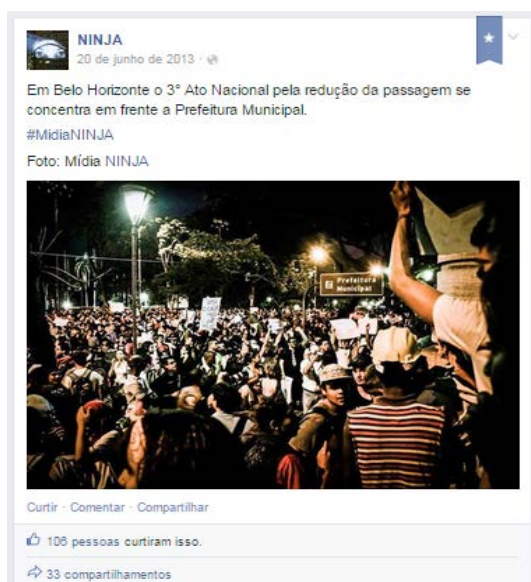 NINJA
20 de junho de 2013 ·
Em Belo Horizonte o 3° Ato Nacional pela redução da passagem se
concentra em frente a Prefeitura Municipal.
#MidiaNINJA
Foto: Mídia NINJA
Prefeitura
Municipal
Curtir · Comentar · Compartilhar
106 pessoas curtiram isso.
33 compartilhamentos